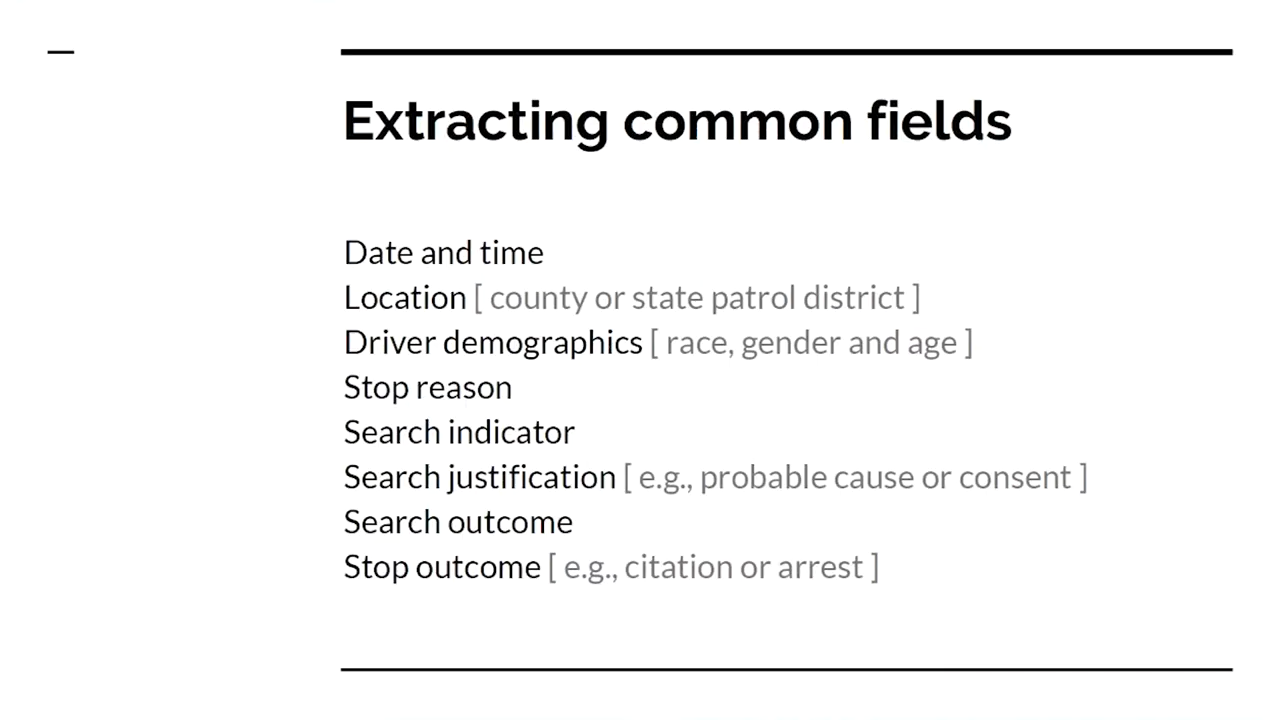 Extracting common fields
Date and time
Location [ county or state patrol district ]
Driver demographics [ race, gender and age ]
Stop reason
Search indicator
Search justification [ e.g., probable cause or consent ]
Search outcome
Stop outcome [ e.g., citation or arrest ]